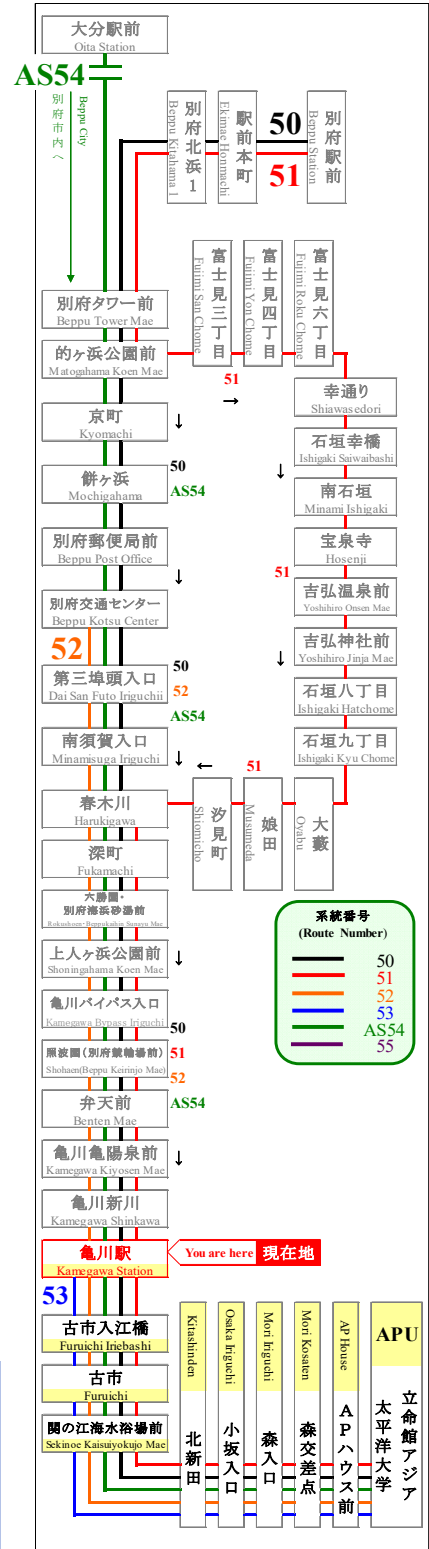 大分駅前
Oita Station
AS54
Beppu City
別府市内へ
別府北浜1
Beppu Kitahama 1
駅前本町
Ekimae Honmachi
50
51
別府駅前
Beppu Station
別府タワー前
Beppu Tower Mae
的ヶ浜公園前
Matogahama Koen Mae
富士見三丁目
Fujimi San Chome
富士見四丁目
Fujimi Yon Chome
富士見六丁目
Fujimi Roku Chome
51
→
幸通り
Shiawasedori
京町
Kyomachi
↓
石垣幸橋
Ishigaki Saiwaibashi
↓
餅ヶ浜
Mochigahama
50
AS54
南石垣
Minami Ishigaki
別府郵便局前
Beppu Post Office
↓
宝泉寺
Hosenji
51
吉弘温泉前
Yoshihiro Onsen Mae
別府交通センター
Beppu Kotsu Center
52
吉弘神社前
Yoshihiro Jinja Mae
↓
第三埠頭入口
Dai San Futo Iriguchii
50
52
AS54
石垣八丁目
Ishigaki Hatchome
南須賀入口
Minamisuga Iriguchi
↓
石垣九丁目
Ishigaki Kyu Chome
←
51
春木川
Harukigawa
汐見町
Shiomicho
娘田
Musumeda
大藪
Oyabu
深町
Fukamachi
六勝園・
別府海浜砂湯前
Rokushoen・Beppukaihin Sunayu Mae
上人ヶ浜公園前
Shoningahama Koen Mae
↓
亀川バイパス入口
Kamegawa Bypass Iriguchi
50
照波園(別府競輪場前)
Shohaen(Beppu Keirinjo Mae)
51
52
弁天前
Benten Mae
AS54
亀川亀陽泉前
Kamegawa Kiyosen Mae
↓
亀川新川
Kamegawa Shinkawa
系統番号
(Route Number)
50
51
52
53
AS54
55
亀川駅
Kamegawa Station
You are here 現在地
53
古市入江橋
Furuichi Iriebashi
古市
Furuichi
関の江海水浴場前
Sekinoe Kaisuiyokujo Mae
Kitashinden
北新田
Osaka Iriguchi
小坂入口
Mori Iriguchi
森入口
Mori Kosaten
森交差点
AP House
APハウス前
APU
立命館アジア
太平洋大学